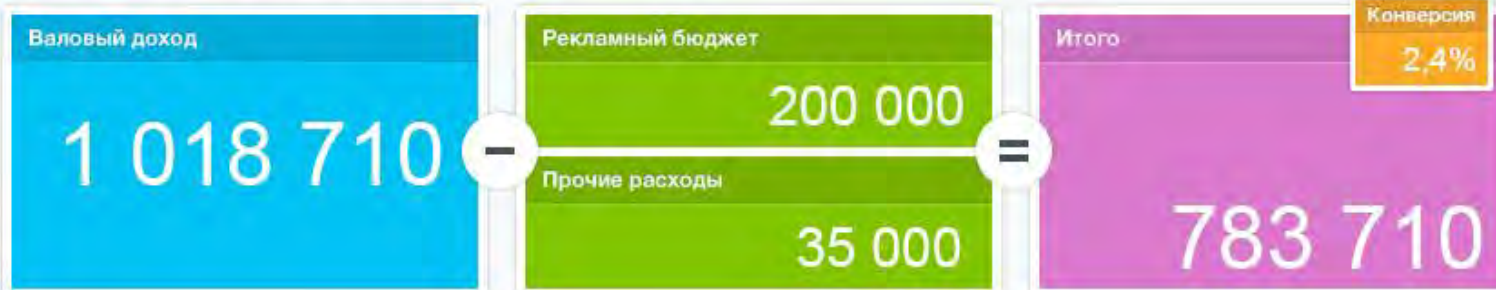 Валовый доход
1 018 710
–
Рекламный бюджет
200 000
Прочие расходы
35 000
=
Итого
Конверсия
2,4%
783 710